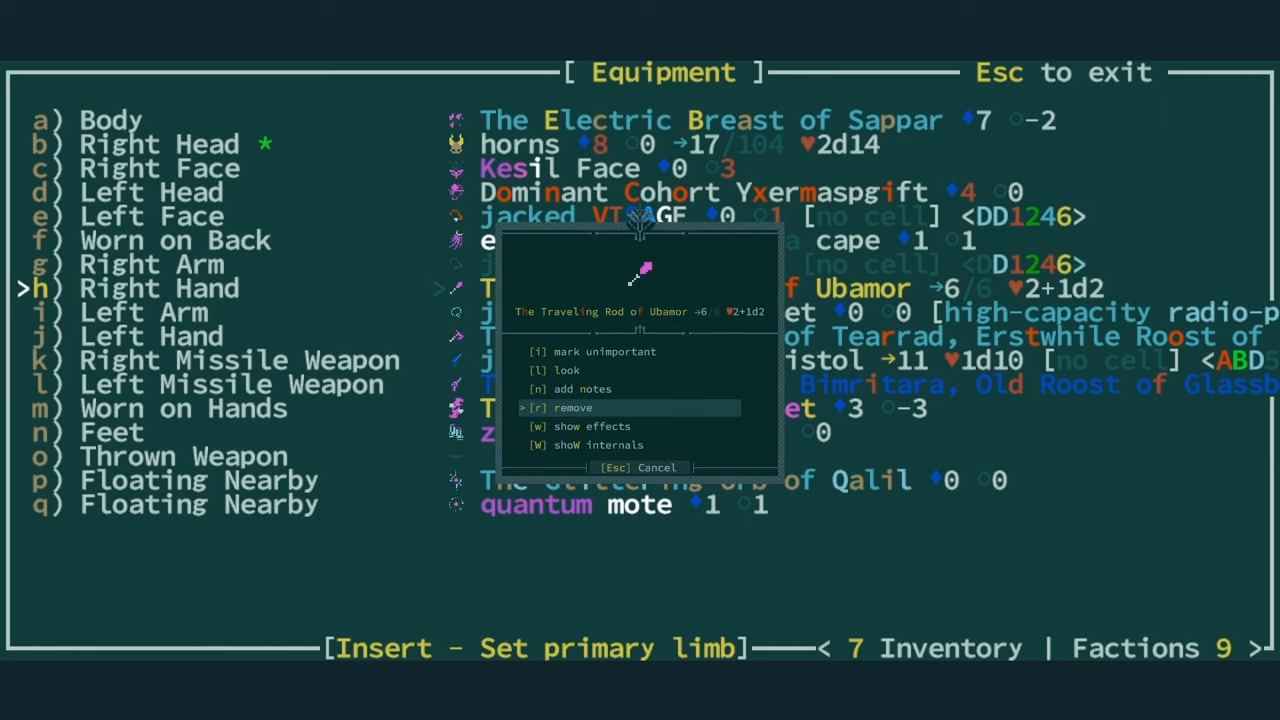 [ Equipment ] Esc to exit
a) Body The Electric Breast of Sappar ♦7 ○-2
b) Right Head * horns ♦8 ○0 →17/104 ♥2d14
c) Right Face Kesil Face ♦0 ○3
d) Left Head Dominant Cohort Yxermaspgift ♦4 ○0
e) Left Face jacked VISAGE ♦0 ○1 [no cell] <DD1246>
f) Worn on Back e a cape ♦1 ○1
g) Right Arm j [no cell] <DD1246>
>h) Right Hand > T of Ubamor →6/6 ♥2+1d2
i) Left Arm j et ♦0 ○0 [high-capacity radio-p
j) Left Hand T of Tearrad, Erstwhile Roost of
k) Right Missile Weapon j istol →11 ♥1d10 [no cell] <ABD5
l) Left Missile Weapon T Bimritara, Old Roost of Glassb
m) Worn on Hands T et ♦3 ○-3
n) Feet z ○0
o) Thrown Weapon -
p) Floating Nearby The Glittering Orb of Qalil ♦0 ○0
q) Floating Nearby quantum mote ♦1 ○1
The Traveling Rod of Ubamor →6/6 ♥2+1d2
[i] mark unimportant
[l] look
[n] add notes
> [r] remove
[w] show effects
[W] shoW internals
[Esc] Cancel
[Insert - Set primary limb] < 7 Inventory | Factions 9 >